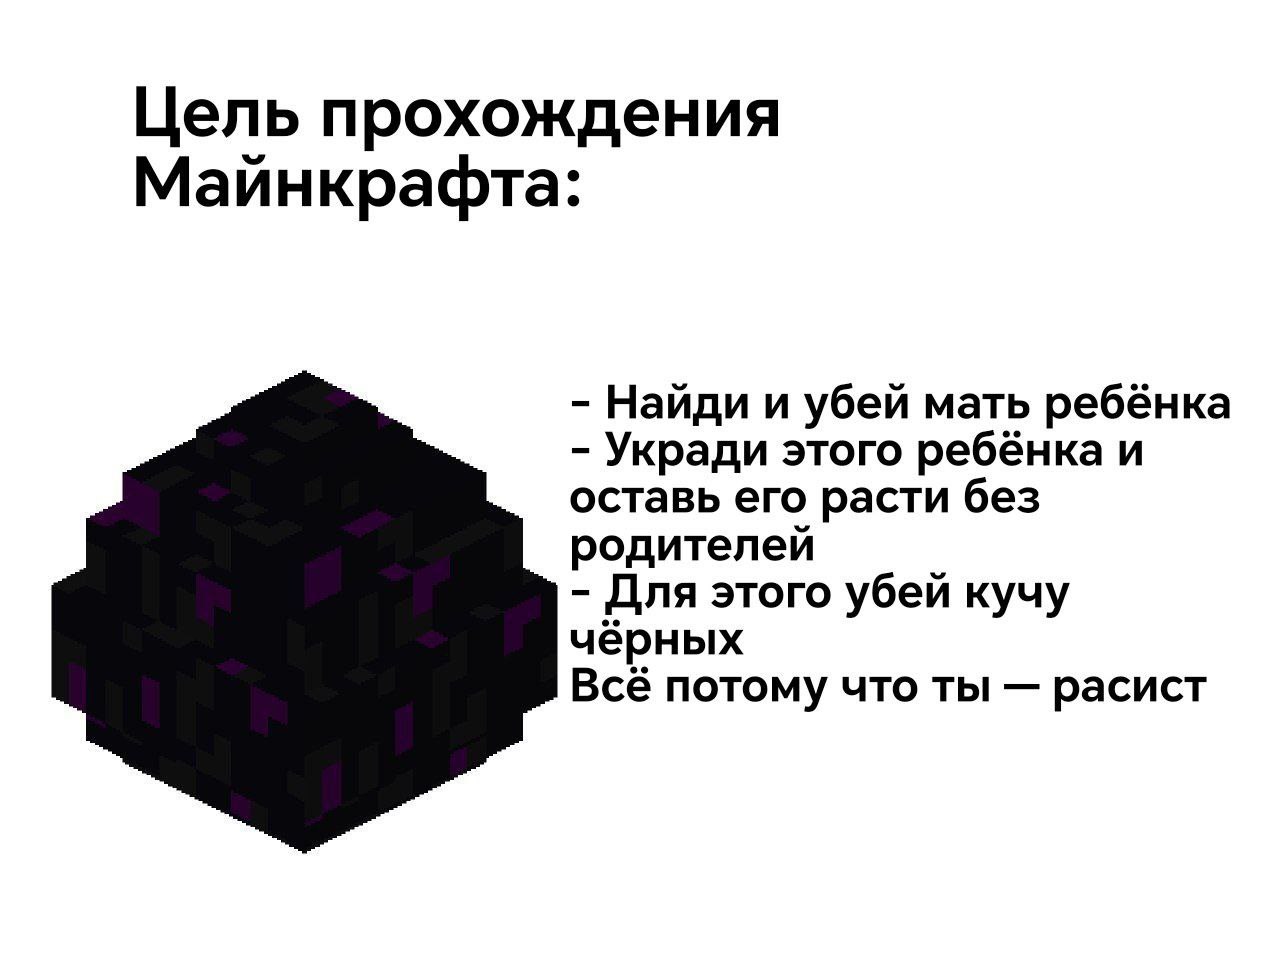 Цель прохождения
Майнкрафта:
- Найди и убей мать ребёнка
- Укради этого ребёнка и
оставь его расти без
родителей
- Для этого убей кучу
чёрных
Всё потому что ты — расист